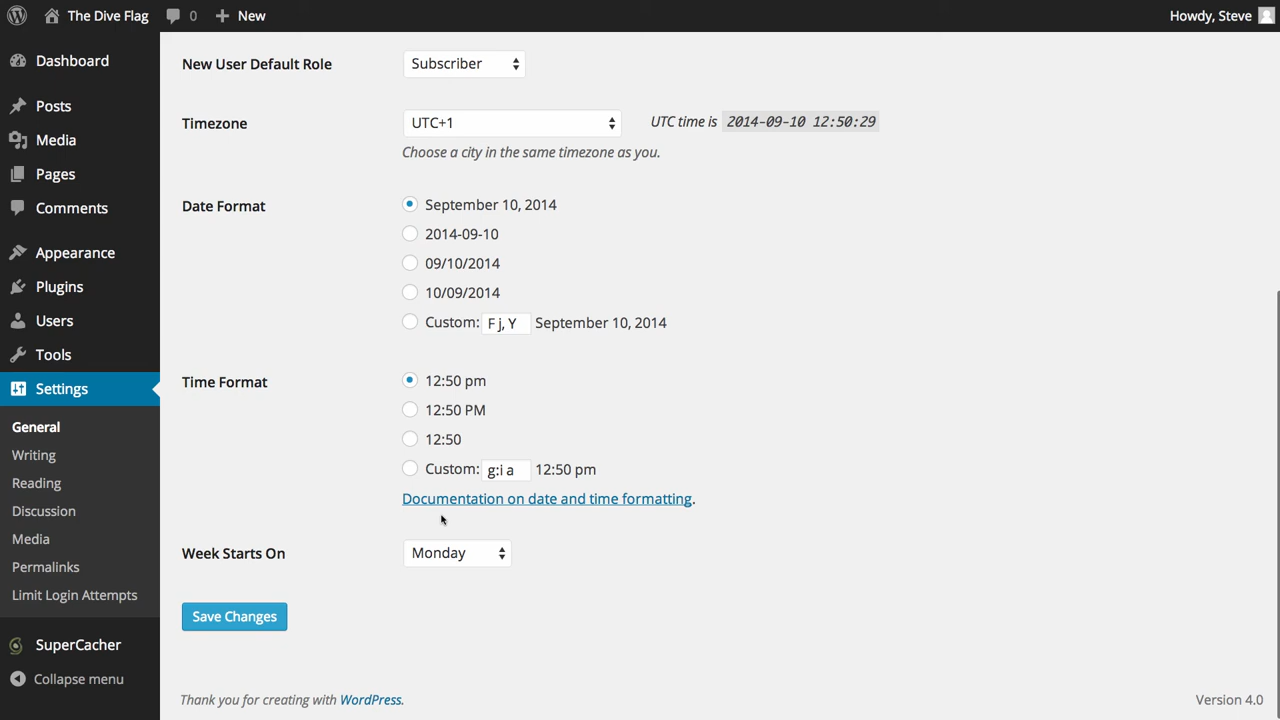 The Dive Flag 0 New Howdy, Steve
Dashboard
Posts
Media
Pages
Comments
Appearance
Plugins
Users
Tools
Settings
General
Writing
Reading
Discussion
Media
Permalinks
Limit Login Attempts
SuperCacher
Collapse menu
New User Default Role Subscriber
Timezone UTC+1 UTC time is 2014-09-10 12:50:29
Choose a city in the same timezone as you.
Date Format September 10, 2014
2014-09-10
09/10/2014
10/09/2014
Custom: F j, Y September 10, 2014
Time Format 12:50 pm
12:50 PM
12:50
Custom: g:i a 12:50 pm
Documentation on date and time formatting.
Week Starts On Monday
Save Changes
Thank you for creating with WordPress. Version 4.0